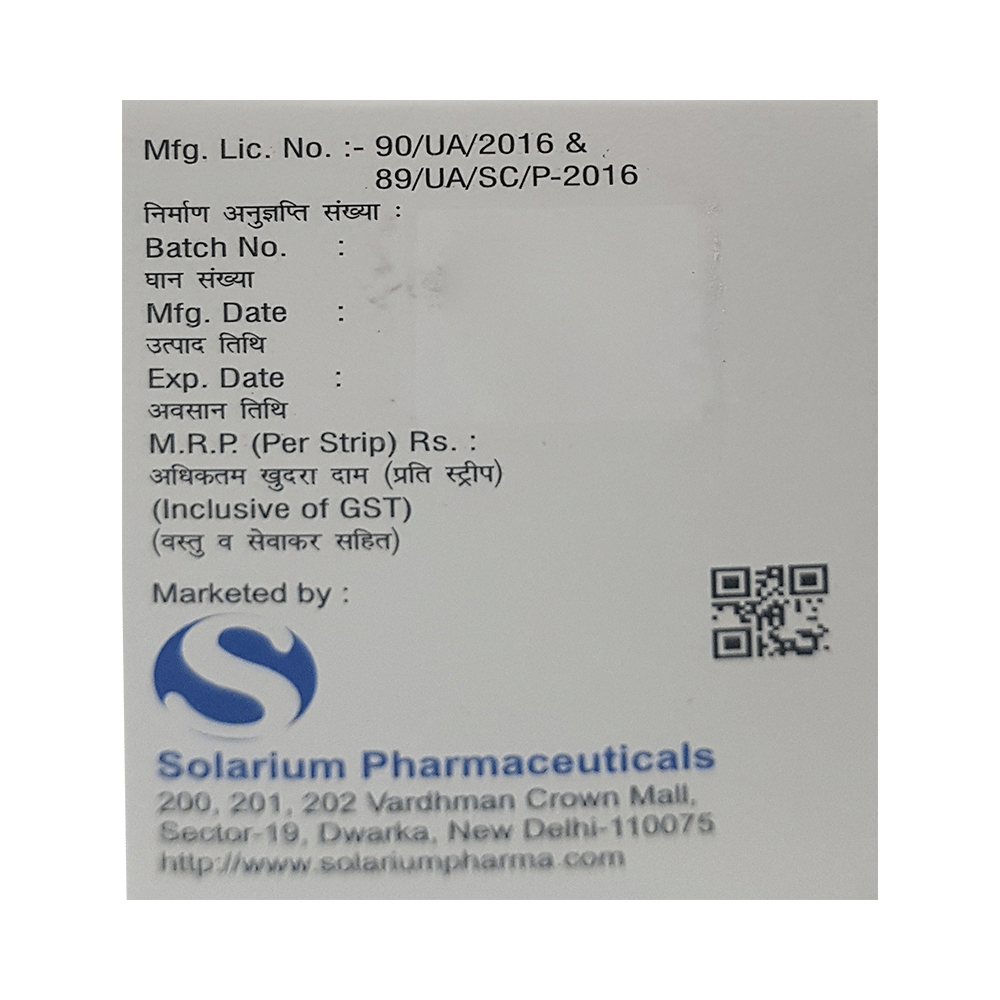 Mfg. Lic. No. :- 90/UA/2016 &
89/UA/SC/P-2016
निर्माण अनुज्ञप्ति संख्या :
Batch No. :
घान संख्या
Mfg. Date :
उत्पाद तिथि
Exp. Date :
अवसान तिथि
M.R.P. (Per Strip) Rs. :
अधिकतम खुदरा दाम (प्रति स्ट्रीप)
(Inclusive of GST)
(वस्तु व सेवाकर सहित)
Marketed by :
Solarium Pharmaceuticals
200, 201, 202 Vardhman Crown Mall,
Sector-19, Dwarka, New Delhi-110075
http://www.solariumpharma.com